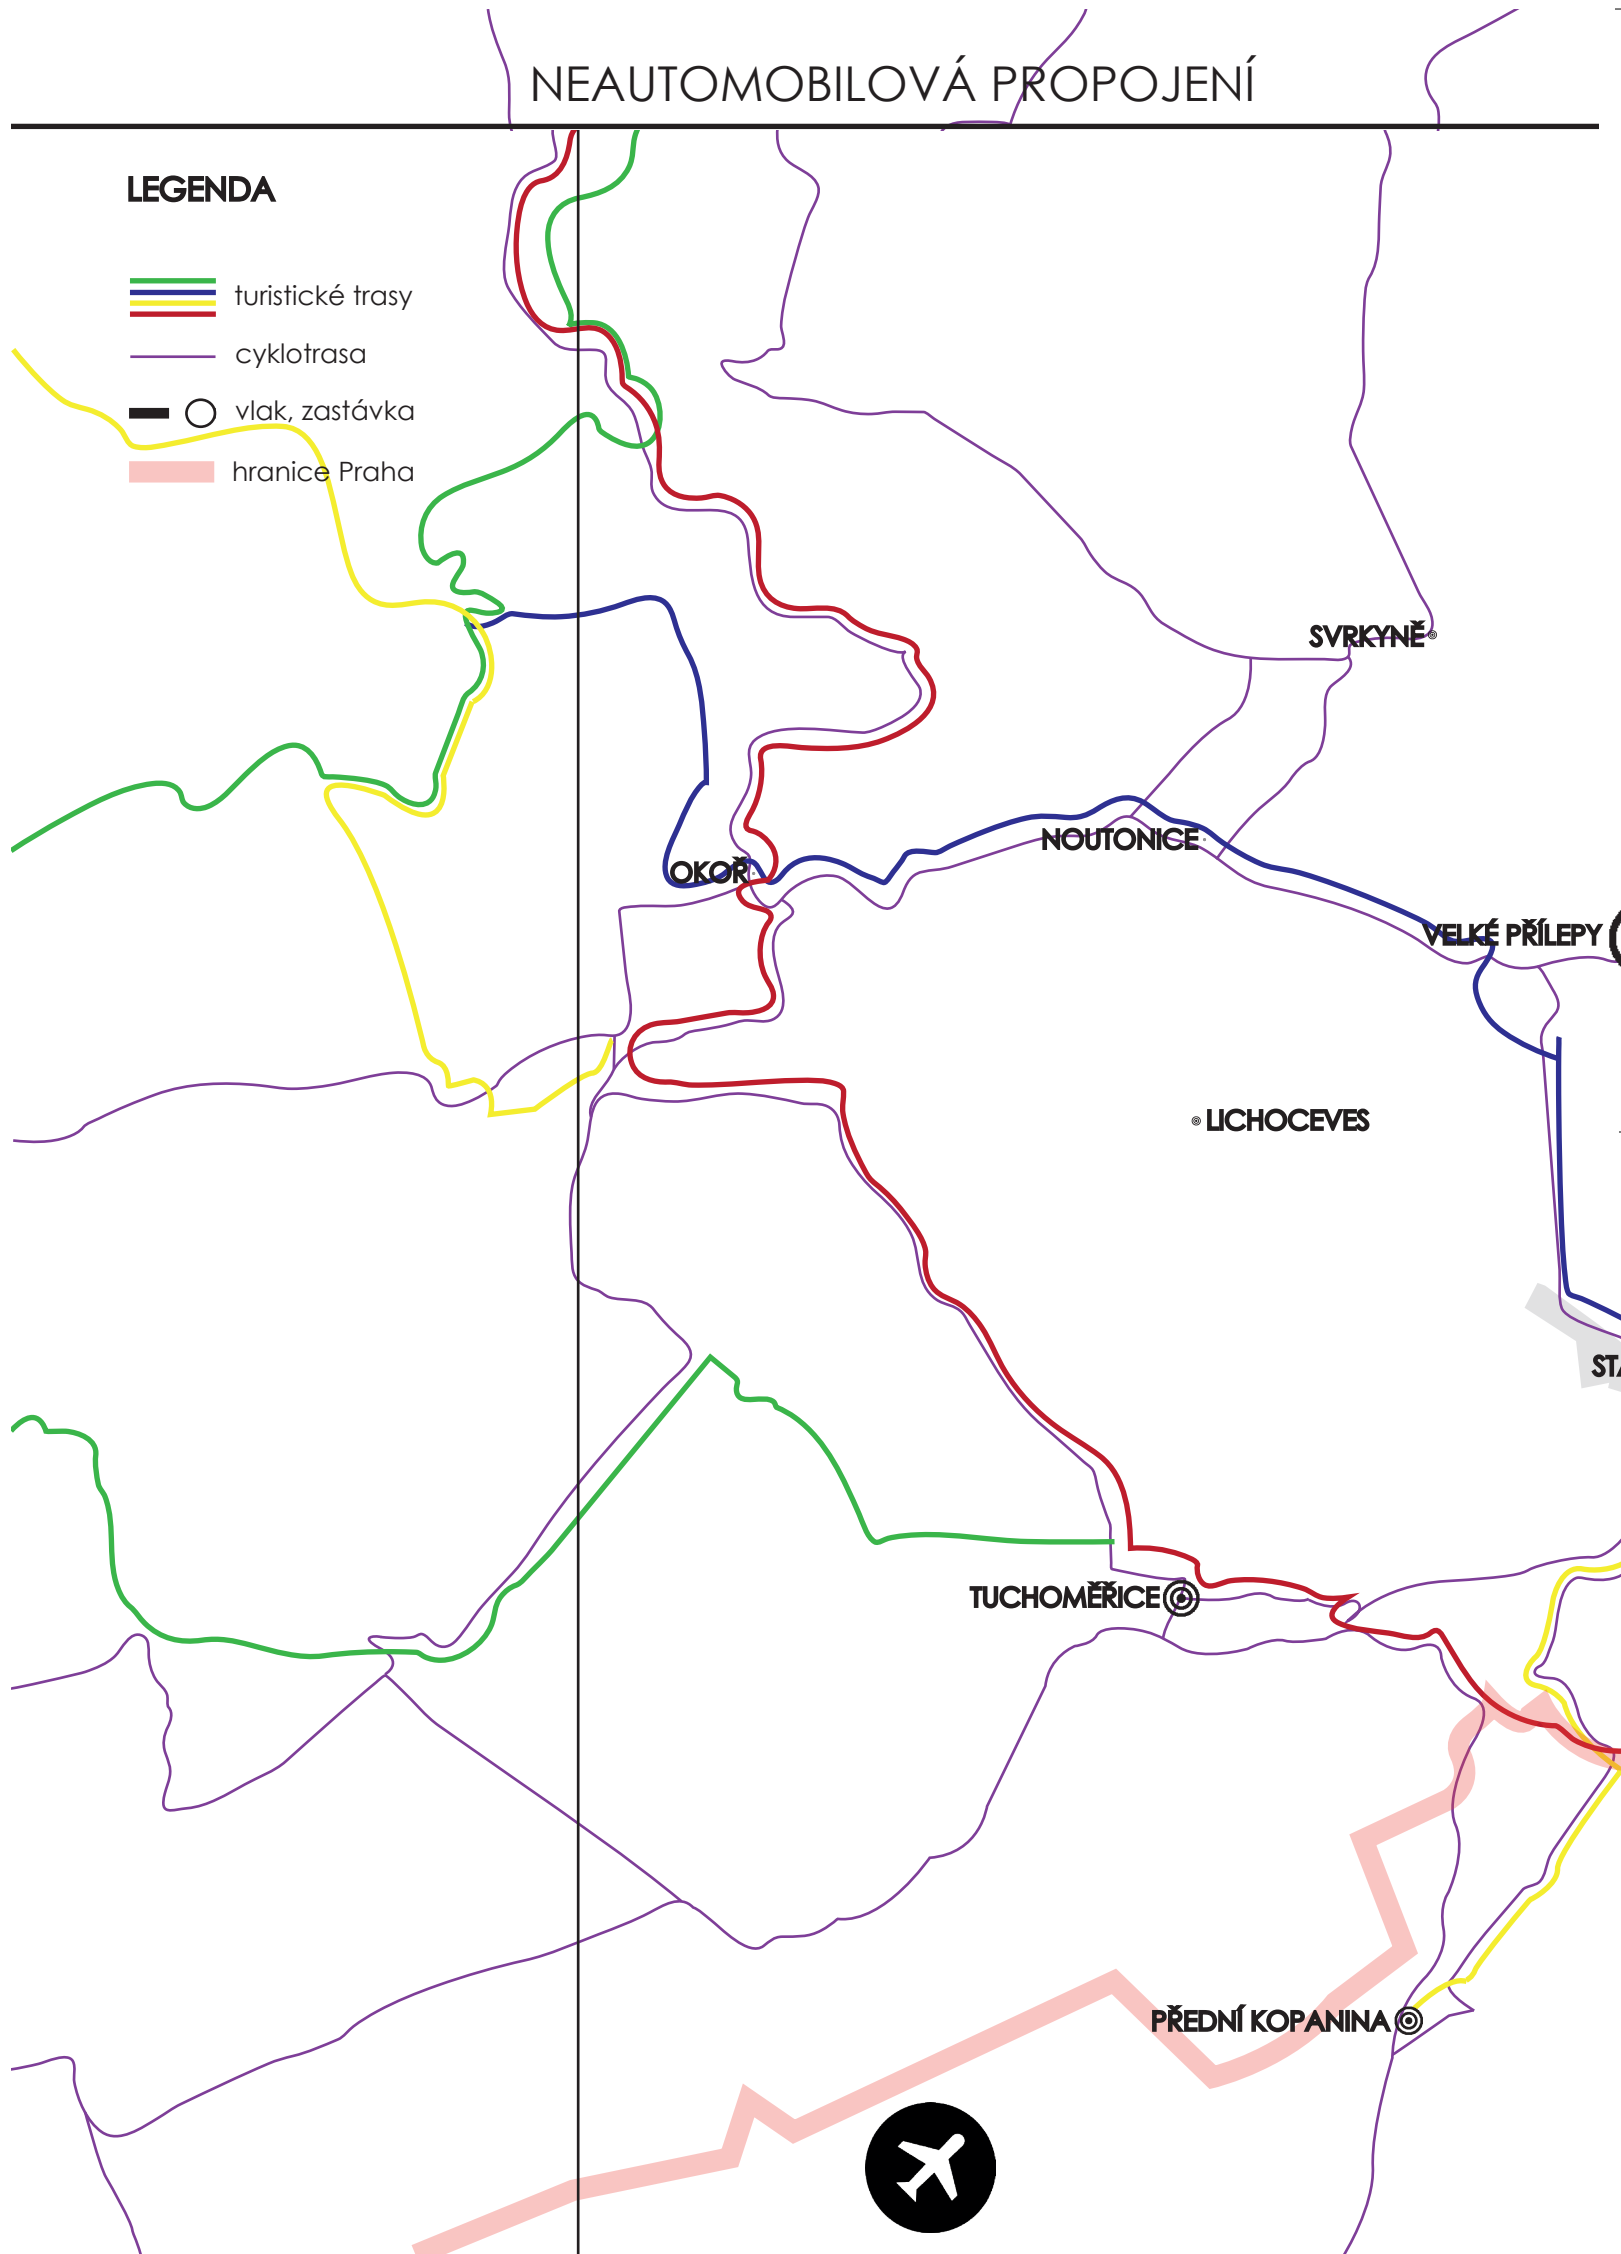 NEAUTOMOBILOVÁ PROPOJENÍ
LEGENDA
turistické trasy
cyklotrasa
vlak, zastávka
hranice Praha
SVRKYNĚ
NOUTONICE
OKOŘ
VELKÉ PŘÍLEPY
LICHOCEVES
STA
TUCHOMĚŘICE
PŘEDNÍ KOPANINA